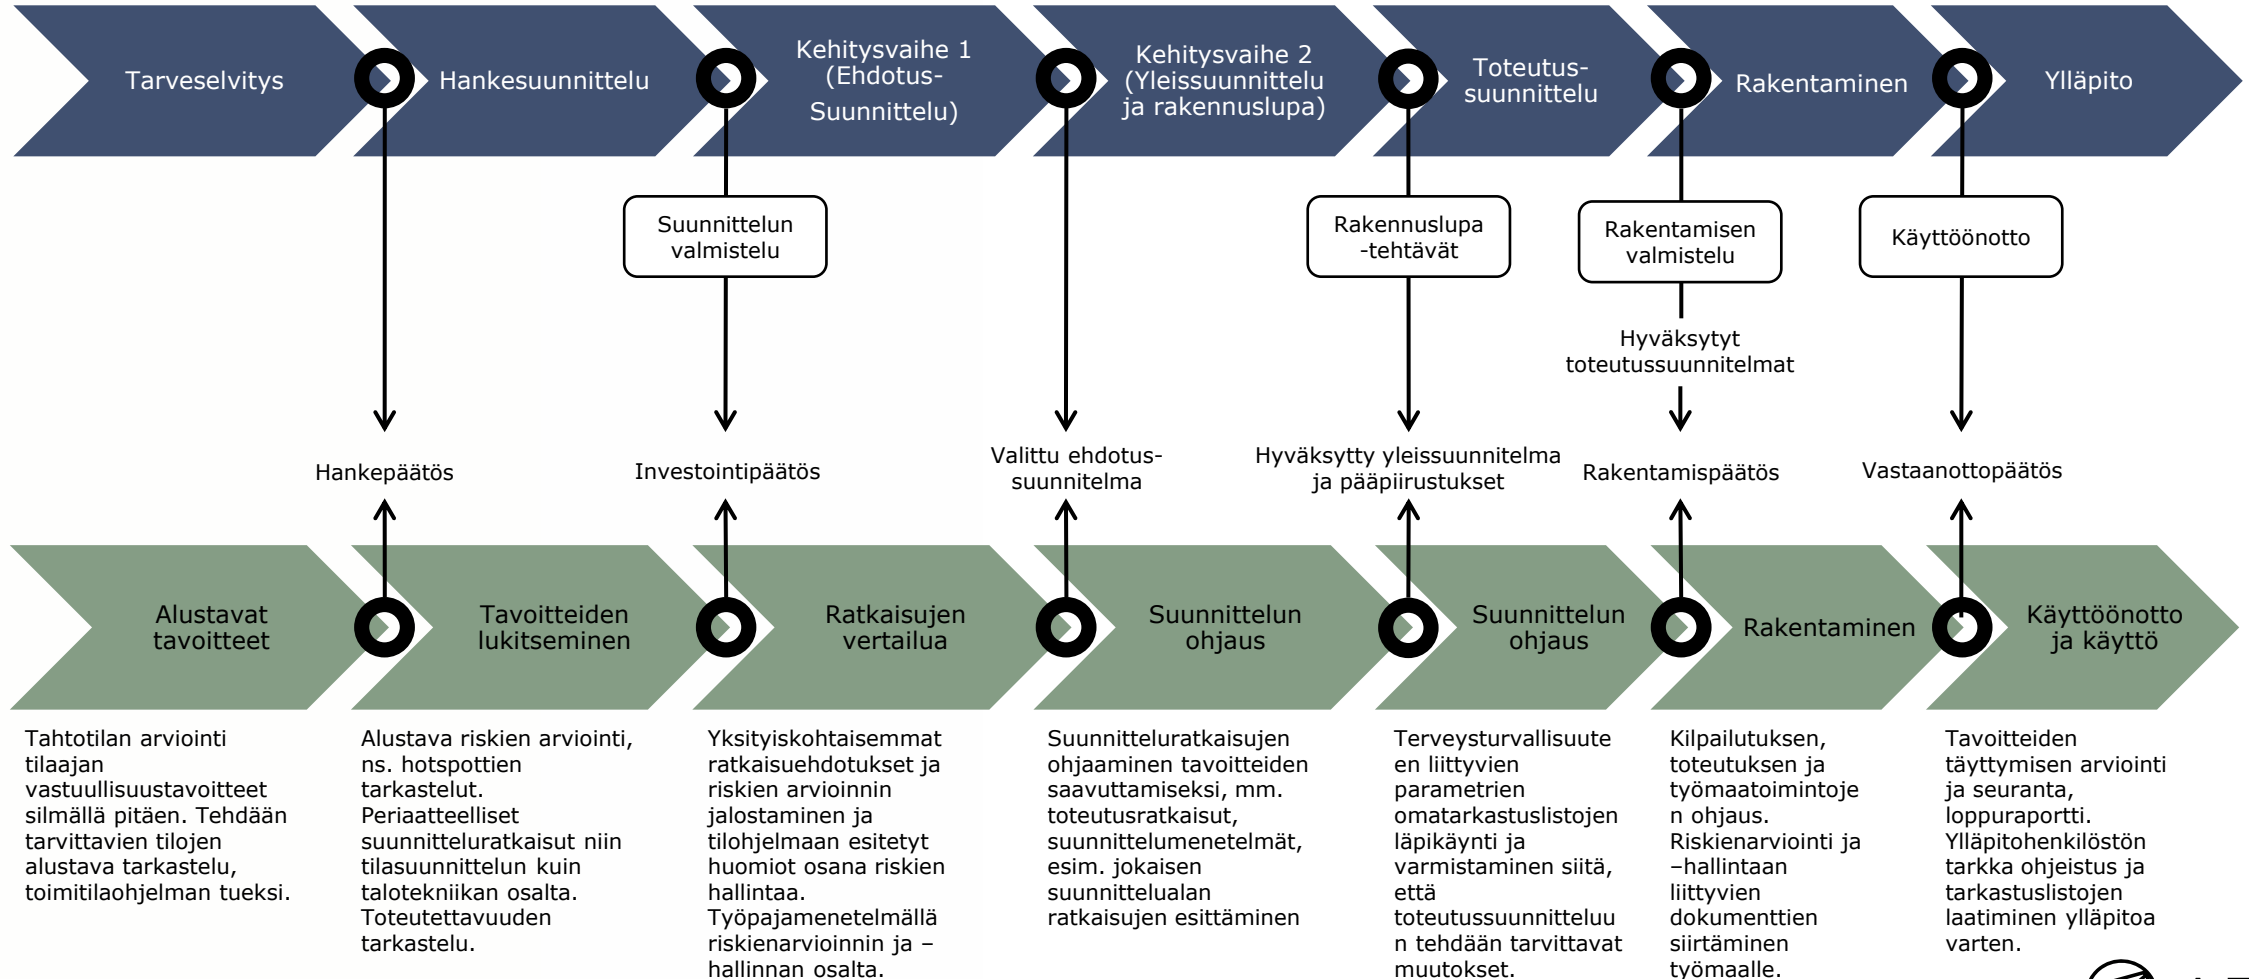 Tarveselvitys
Hankesuunnittelu
Kehitysvaihe 1
(Ehdotus-
Suunnittelu)
Kehitysvaihe 2
(Yleissuunnittelu
ja rakennuslupa)
Toteutus-
suunnittelu
Rakentaminen
Ylläpito
Suunnittelun
valmistelu
Rakennuslupa
-tehtävät
Rakentamisen
valmistelu
Käyttöönotto
Hyväksytyt
toteutussuunnitelmat
Hankepäätös
Investointipäätös
Valittu ehdotus-
suunnitelma
Hyväksytty yleissuunnitelma
ja pääpiirustukset
Rakentamispäätös
Vastaanottopäätös
Alustavat
tavoitteet
Tavoitteiden
lukitseminen
Ratkaisujen
vertailua
Suunnittelun
ohjaus
Suunnittelun
ohjaus
Rakentaminen
Käyttöönotto
ja käyttö
Tahtotilan arviointi
tilaajan
vastuullisuustavoitteet
silmällä pitäen. Tehdään
tarvittavien tilojen
alustava tarkastelu,
toimitilaohjelman tueksi.
Alustava riskien arviointi,
ns. hotspottien
tarkastelut.
Periaatteelliset
suunnitteluratkaisut niin
tilasuunnittelun kuin
talotekniikan osalta.
Toteutettavuuden
tarkastelu.
Yksityiskohtaisemmat
ratkaisuehdotukset ja
riskien arvioinnin
jalostaminen ja
tilohjelmaan esitetyt
huomiot osana riskien
hallintaa.
Työpajamenetelmällä
riskienarvioinnin ja –
hallinnan osalta.
Suunnitteluratkaisujen
ohjaaminen tavoitteiden
saavuttamiseksi, mm.
toteutusratkaisut,
suunnittelumenetelmät,
esim. jokaisen
suunnittelualan
ratkaisujen esittäminen
Terveysturvallisuute
en liittyvien
parametrien
omatarkastuslistojen
läpikäynti ja
varmistaminen siitä,
että
toteutussuunnitteluu
n tehdään tarvittavat
muutokset.
Kilpailutuksen,
toteutuksen ja
työmaatoimintoje
n ohjaus.
Riskienarviointi ja
–hallintaan
liittyvien
dokumenttien
siirtäminen
työmaalle.
Tavoitteiden
täyttymisen arviointi
ja seuranta,
loppuraportti.
Ylläpitohenkilöstön
tarkka ohjeistus ja
tarkastuslistojen
laatiminen ylläpitoa
varten.